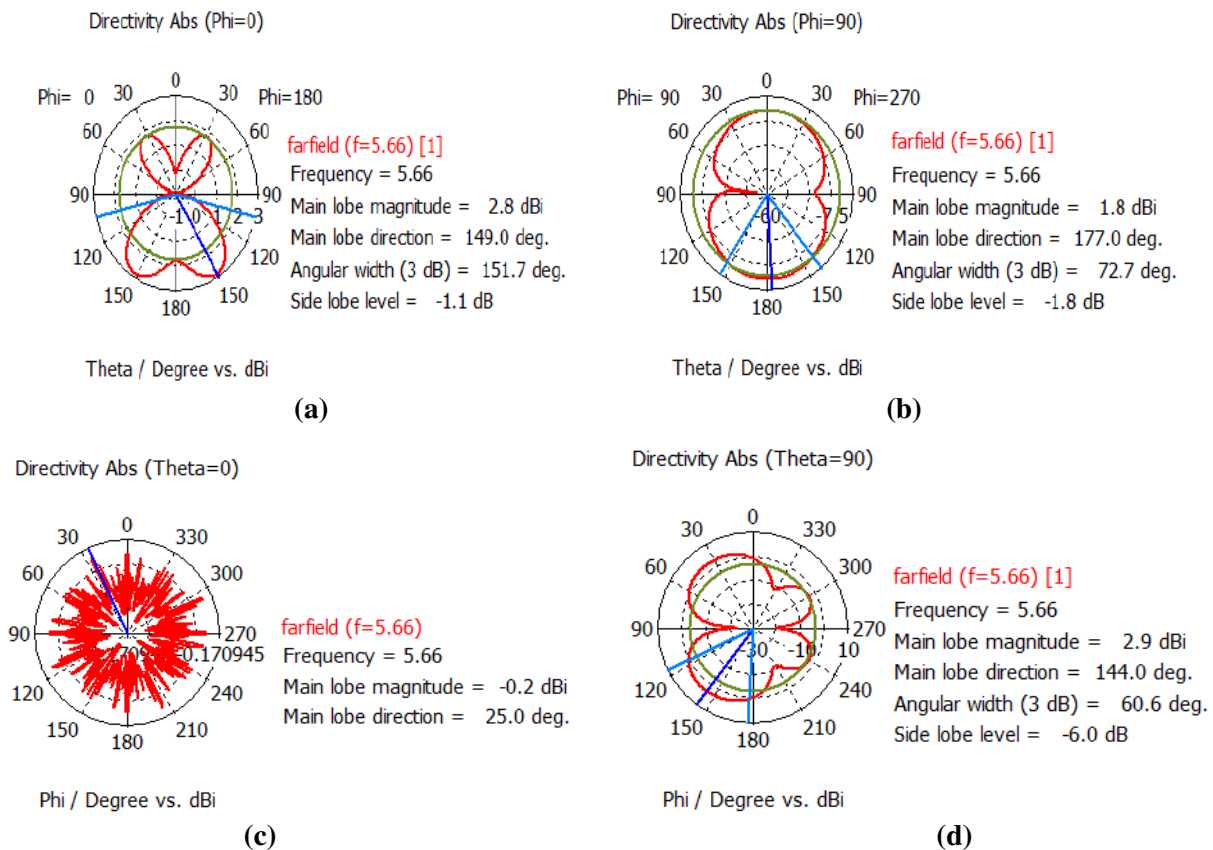 Directivity Abs (Phi=0)
0
Phi= 0 30 30 Phi=180
60 60
90 90
-1 0 1 2 3
120 120
150 150
180
farfield (f=5.66) [1]
Frequency = 5.66
Main lobe magnitude = 2.8 dBi
Main lobe direction = 149.0 deg.
Angular width (3 dB) = 151.7 deg.
Side lobe level = -1.1 dB
Theta / Degree vs. dBi
(a)
Directivity Abs (Phi=90)
0
Phi= 90 30 30 Phi=270
60 60
90 90
120 120
150 150
180
farfield (f=5.66) [1]
Frequency = 5.66
Main lobe magnitude = 1.8 dBi
Main lobe direction = 177.0 deg.
Angular width (3 dB) = 72.7 deg.
Side lobe level = -1.8 dB
Theta / Degree vs. dBi
(b)
Directivity Abs (Theta=0)
0
30 330
60 300
90 270
-0.170945
120 240
150 210
180
farfield (f=5.66)
Frequency = 5.66
Main lobe magnitude = -0.2 dBi
Main lobe direction = 25.0 deg.
Phi / Degree vs. dBi
(c)
Directivity Abs (Theta=90)
0
30 330
60 300
90 270
-30 -10 10
120 240
150 210
180
farfield (f=5.66) [1]
Frequency = 5.66
Main lobe magnitude = 2.9 dBi
Main lobe direction = 144.0 deg.
Angular width (3 dB) = 60.6 deg.
Side lobe level = -6.0 dB
Phi / Degree vs. dBi
(d)